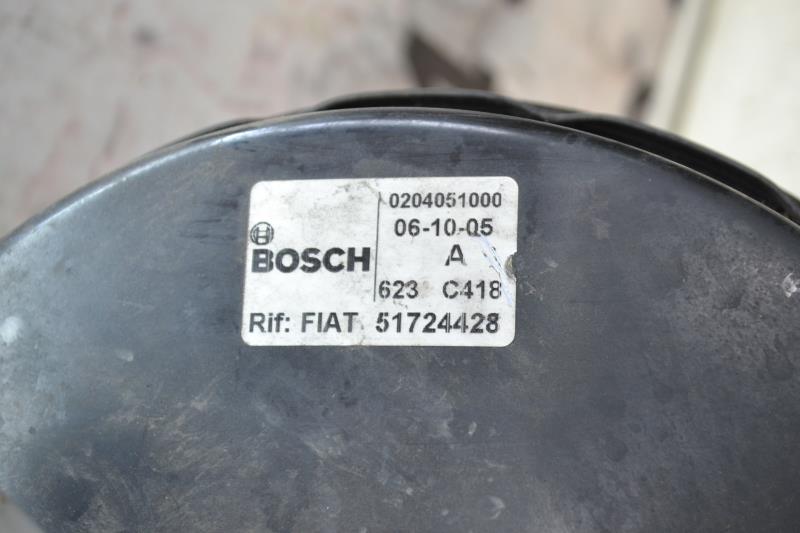 0204051000
06-10-05
BOSCH
A
623 C418
Rif: FIAT 51724428